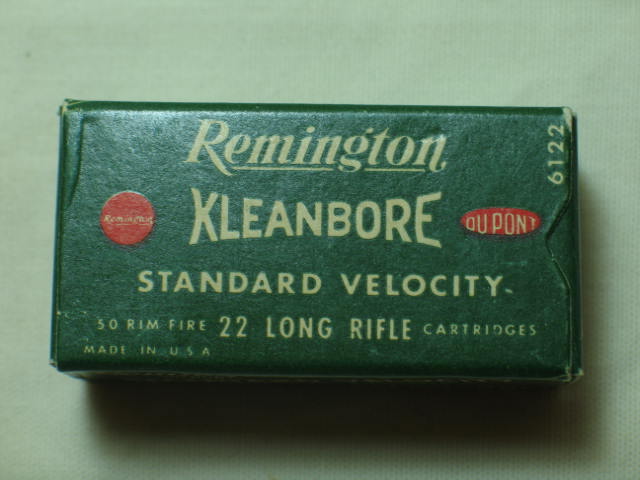 Remington
6122
Remington
KLEANBORE
DU PONT
STANDARD VELOCITY
50 RIM FIRE 22 LONG RIFLE CARTRIDGES
MADE IN U.S.A